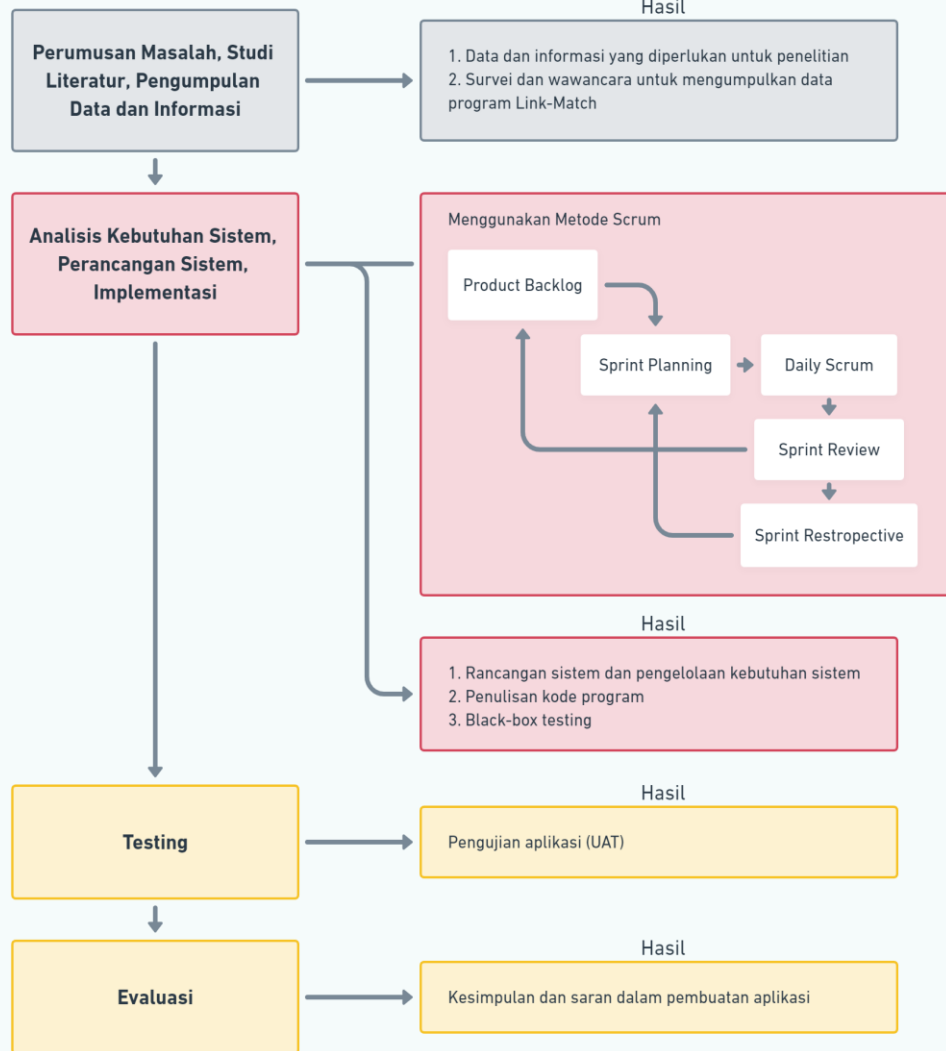 Hasil
Perumusan Masalah, Studi
Literatur, Pengumpulan
Data dan Informasi
1. Data dan informasi yang diperlukan untuk penelitian
2. Survei dan wawancara untuk mengumpulkan data
program Link-Match
Analisis Kebutuhan Sistem,
Perancangan Sistem,
Implementasi
Menggunakan Metode Scrum
Product Backlog
Sprint Planning
Daily Scrum
Sprint Review
Sprint Restropective
Hasil
1. Rancangan sistem dan pengelolaan kebutuhan sistem
2. Penulisan kode program
3. Black-box testing
Hasil
Testing
Pengujian aplikasi (UAT)
Hasil
Evaluasi
Kesimpulan dan saran dalam pembuatan aplikasi